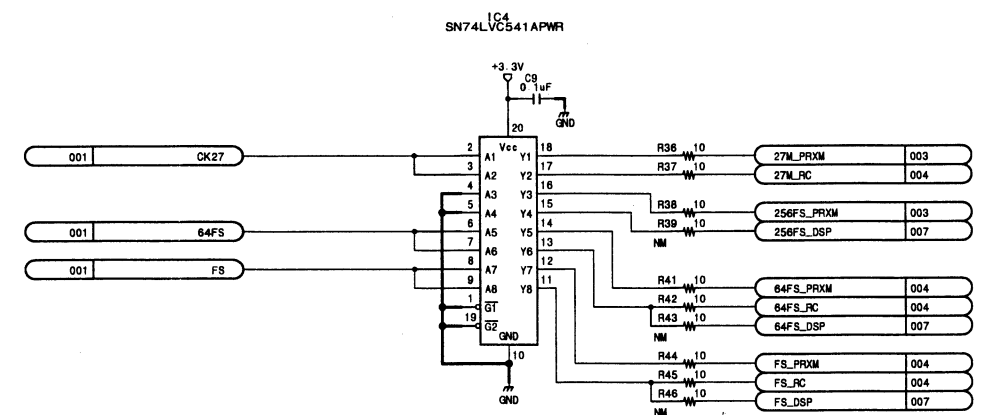 IC4
SN74LVC541APWR
+3.3V
C9
0.1uF
GND
20
Vcc
001 CK27
2 A1 Y1 18 R36 10 27M_PRXM 003
3 A2 Y2 17 R37 10 27M_RC 004
4 A3 Y3 16 R38 10 256FS_PRXM 003
5 A4 Y4 15 R39 10 256FS_DSP 007
NM
001 64FS
6 A5 Y5 14 R41 10 64FS_PRXM 004
7 A6 Y6 13 R42 10 64FS_RC 004
R43 10 64FS_DSP 007
NM
001 FS
8 A7 Y7 12 R44 10 FS_PRXM 004
9 A8 Y8 11 R45 10 FS_RC 004
R46 10 FS_DSP 007
NM
1 G1
19 G2
GND
10
GND